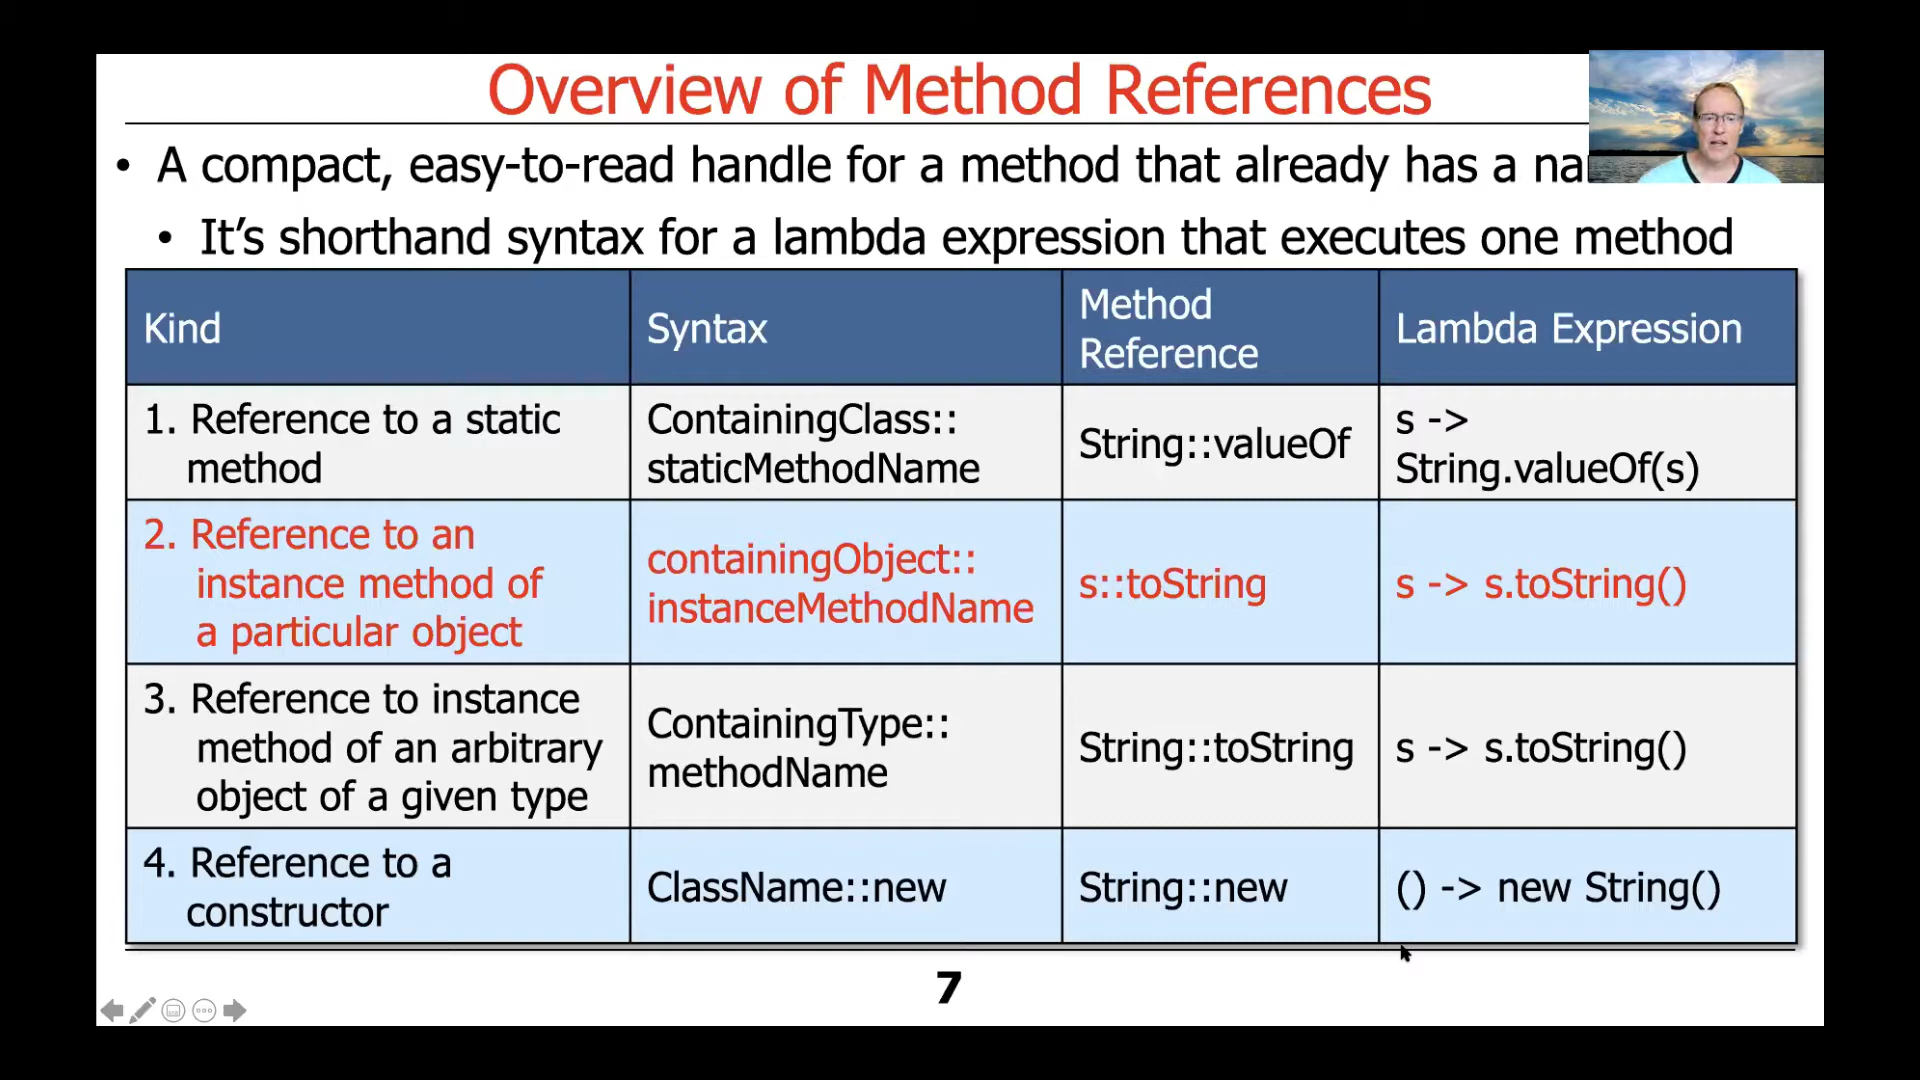 Overview of Method References
• A compact, easy-to-read handle for a method that already has a
• It’s shorthand syntax for a lambda expression that executes one method
Kind
Syntax
Method
Reference
Lambda Expression
1. Reference to a static
method
ContainingClass::
staticMethodName
String::valueOf
s ->
String.valueOf(s)
2. Reference to an
instance method of
a particular object
containingObject::
instanceMethodName
s::toString
s -> s.toString()
3. Reference to instance
method of an arbitrary
object of a given type
ContainingType::
methodName
String::toString
s -> s.toString()
4. Reference to a
constructor
ClassName::new
String::new
() -> new String()
7